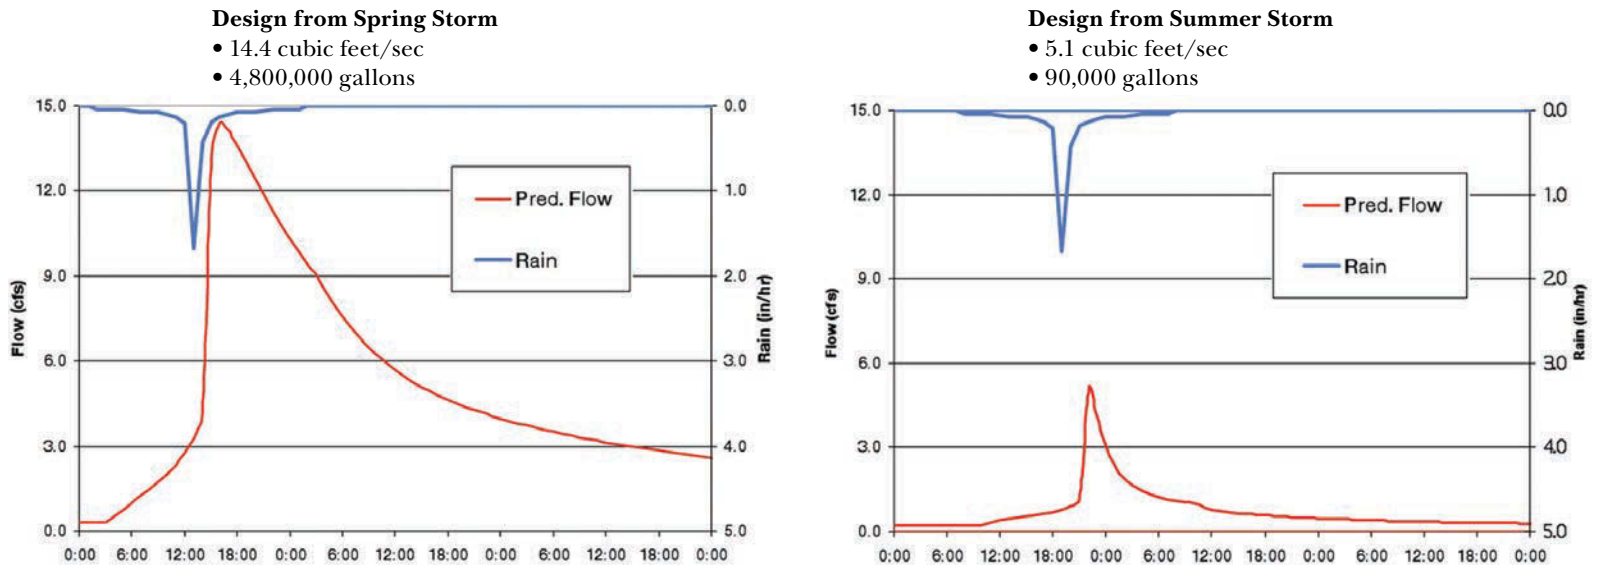 Design from Spring Storm
• 14.4 cubic feet/sec
• 4,800,000 gallons
15.0
12.0
9.0
6.0
3.0
0.0
Flow (cfs)
0.0
1.0
2.0
3.0
4.0
5.0
Rain (in/hr)
Pred. Flow
Rain
0:00 6:00 12:00 18:00 0:00 6:00 12:00 18:00 0:00 6:00 12:00 18:00 0:00
Design from Summer Storm
• 5.1 cubic feet/sec
• 90,000 gallons
15.0
12.0
9.0
6.0
3.0
0.0
Flow (cfs)
0.0
1.0
2.0
3.0
4.0
5.0
Rain (in/hr)
Pred. Flow
Rain
0:00 6:00 12:00 18:00 0:00 6:00 12:00 18:00 0:00 6:00 12:00 18:00 0:00